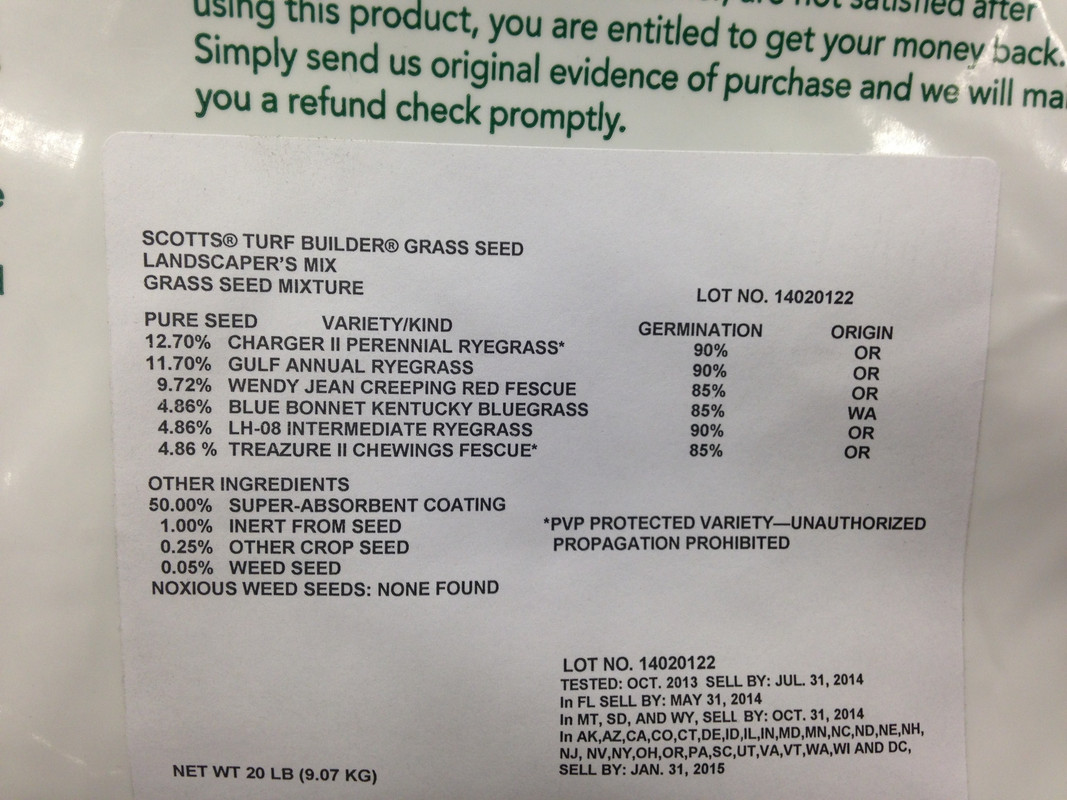 satisfied after
using this product, you are entitled to get your money back.
Simply send us original evidence of purchase and we will
you a refund check promptly.
SCOTTS® TURF BUILDER® GRASS SEED
LANDSCAPER'S MIX
GRASS SEED MIXTURE
LOT NO. 14020122
PURE SEED VARIETY/KIND GERMINATION ORIGIN
12.70% CHARGER II PERENNIAL RYEGRASS* 90% OR
11.70% GULF ANNUAL RYEGRASS 90% OR
9.72% WENDY JEAN CREEPING RED FESCUE 85% OR
4.86% BLUE BONNET KENTUCKY BLUEGRASS 85% WA
4.86% LH-08 INTERMEDIATE RYEGRASS 90% OR
4.86 % TREAZURE II CHEWINGS FESCUE* 85% OR
OTHER INGREDIENTS
50.00% SUPER-ABSORBENT COATING
1.00% INERT FROM SEED
0.25% OTHER CROP SEED
0.05% WEED SEED
NOXIOUS WEED SEEDS: NONE FOUND
*PVP PROTECTED VARIETY—UNAUTHORIZED
PROPAGATION PROHIBITED
LOT NO. 14020122
TESTED: OCT. 2013 SELL BY: JUL. 31, 2014
In FL SELL BY: MAY 31, 2014
In MT, SD, AND WY, SELL BY: OCT. 31, 2014
In AK,AZ,CA,CO,CT,DE,ID,IL,IN,MD,MN,NC,ND,NE,NH,
NJ, NV,NY,OH,OR,PA,SC,UT,VA,VT,WA,WI AND DC,
SELL BY: JAN. 31, 2015
NET WT 20 LB (9.07 KG)